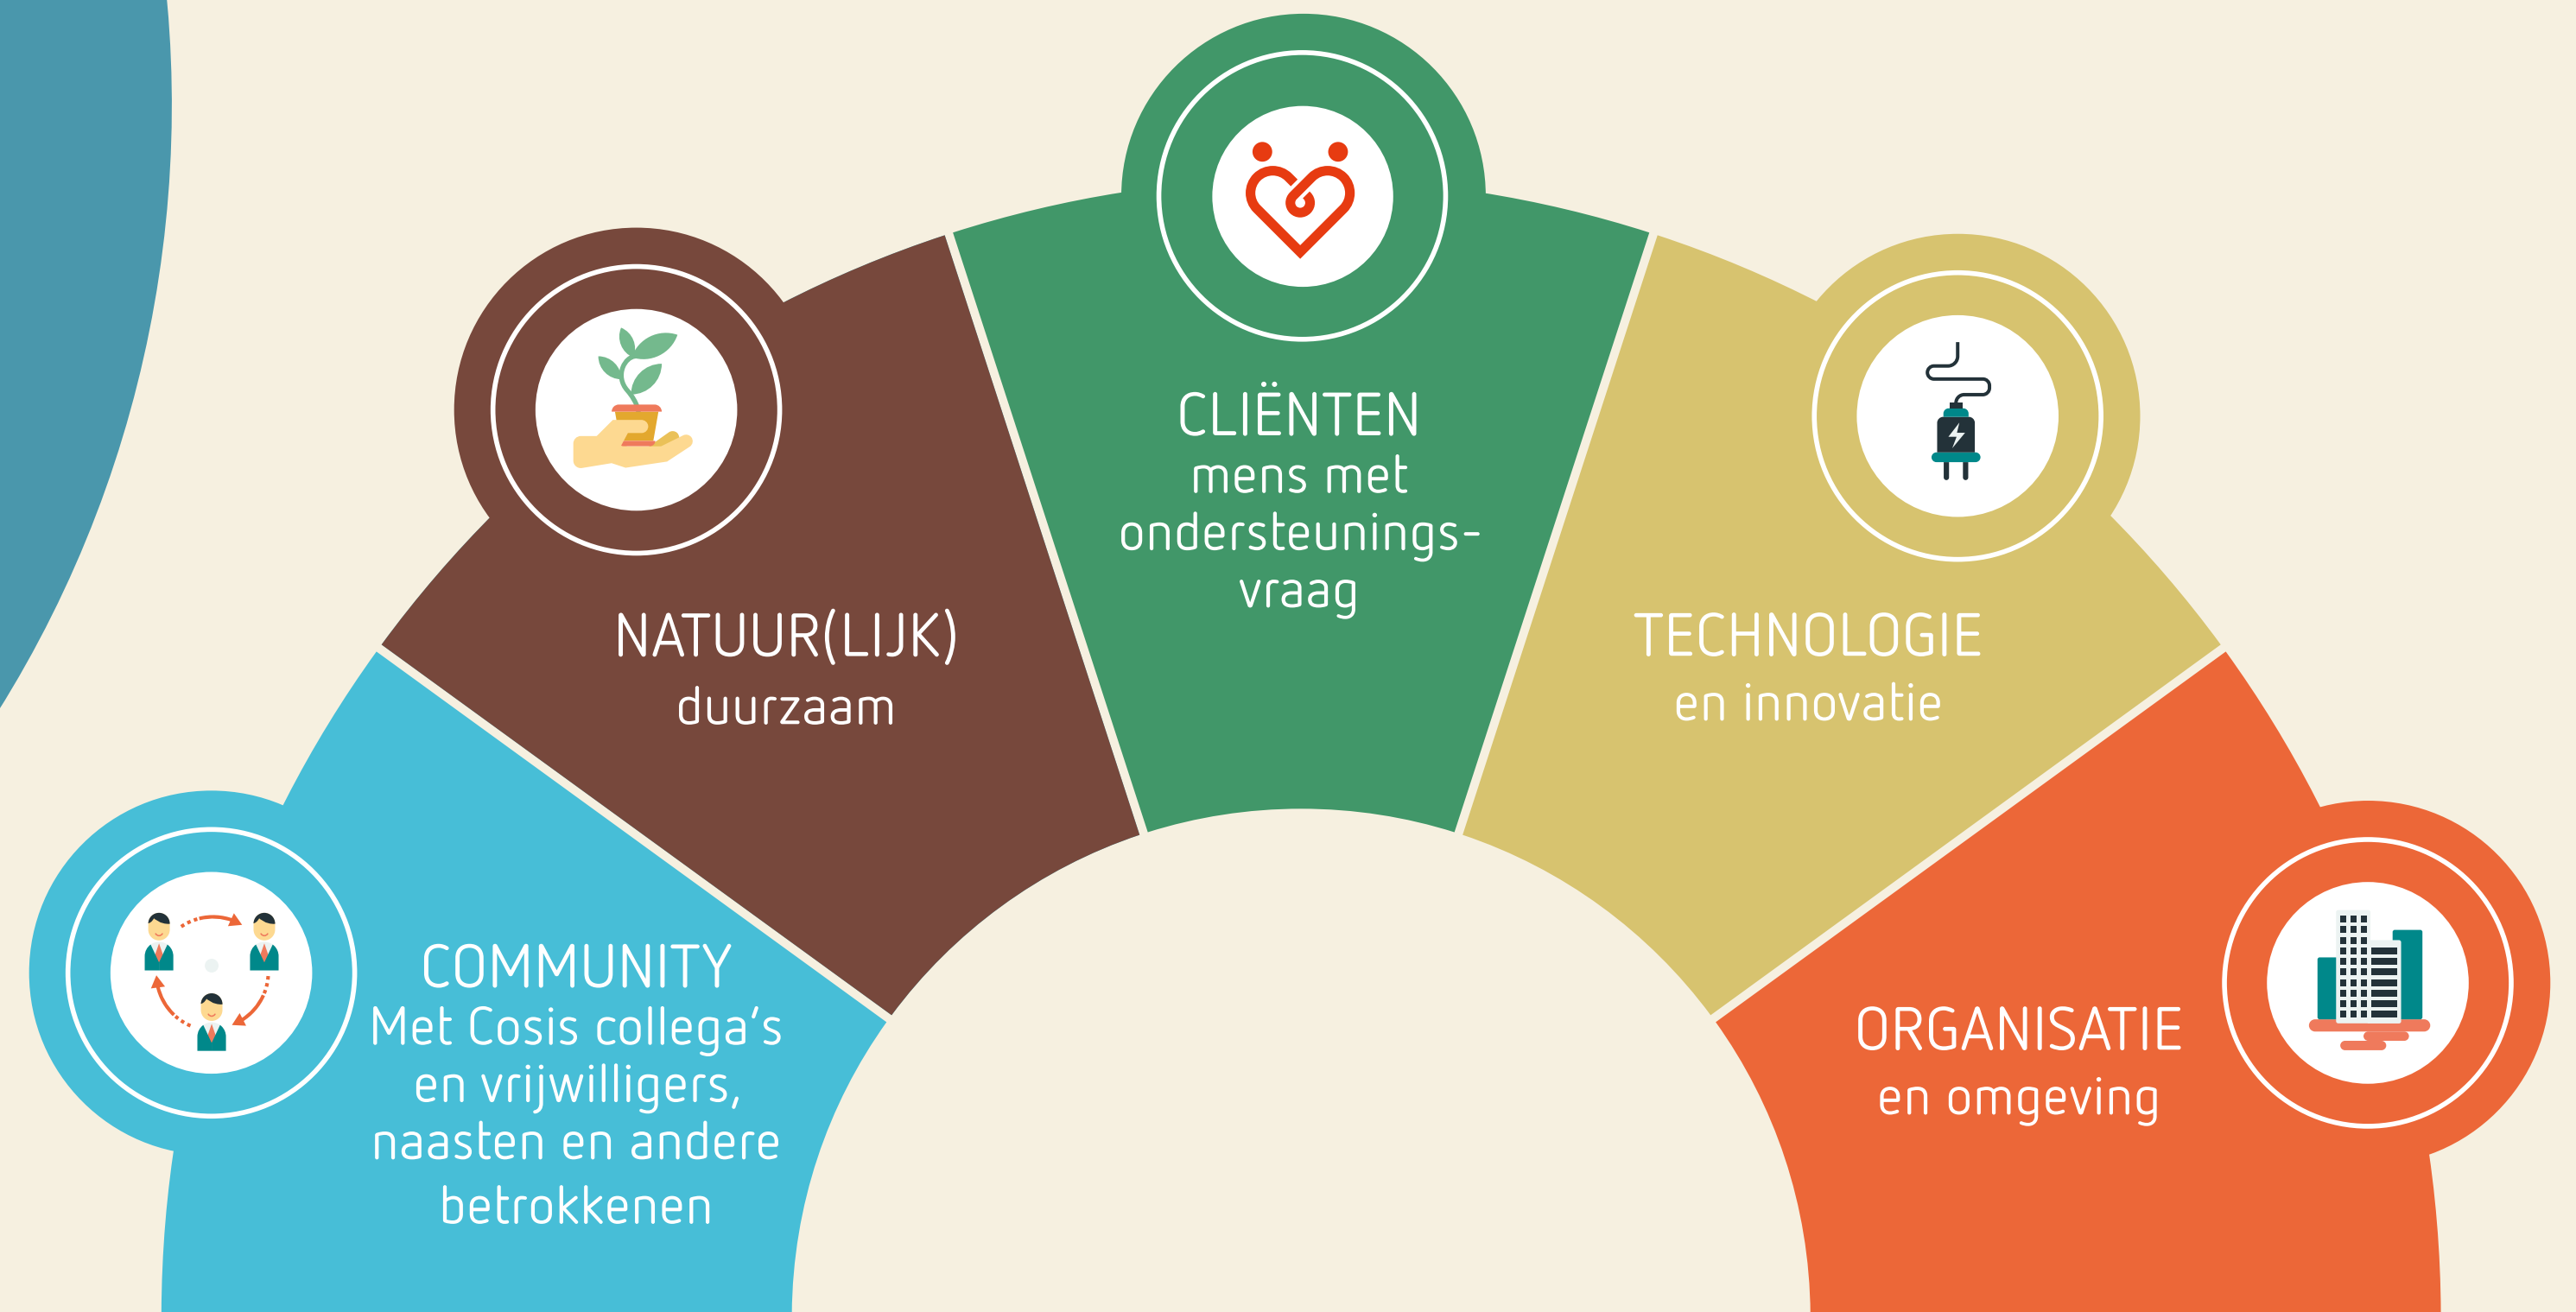 COMMUNITY
Met Cosis collega's
en vrijwilligers,
naasten en andere
betrokkenen
NATUUR(LIJK)
duurzaam
CLIËNTEN
mens met
ondersteunings-
vraag
TECHNOLOGIE
en innovatie
ORGANISATIE
en omgeving